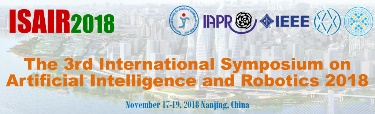 ISAIR2018
IAPR IEEE
The 3rd International Symposium on
Artificial Intelligence and Robotics 2018
November 17-19, 2018 Nanjing, China